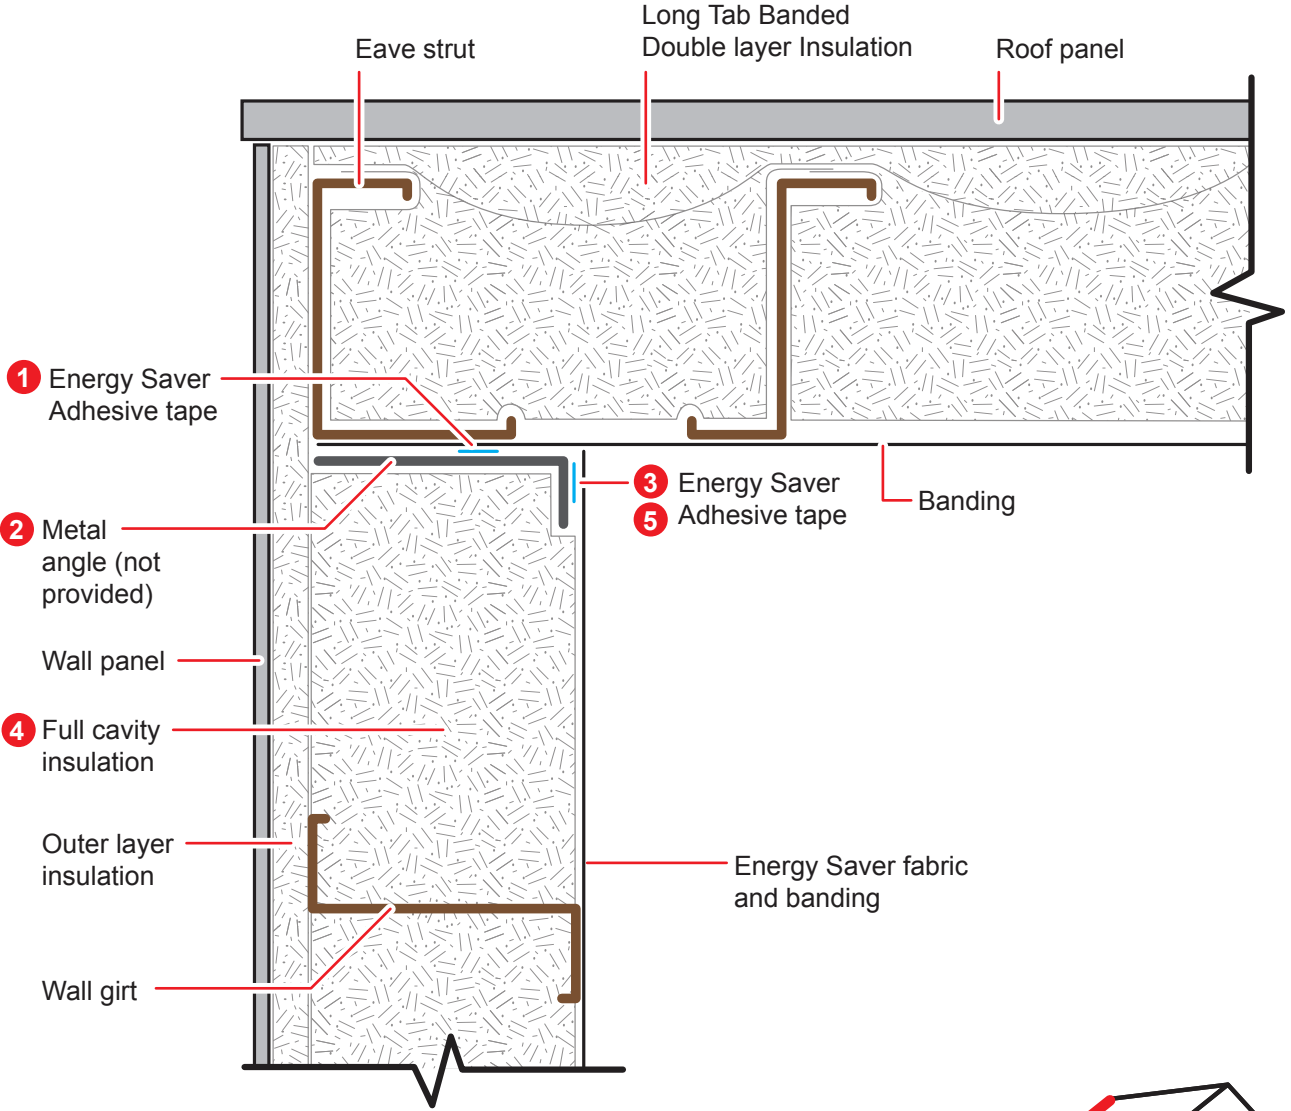 Long Tab Banded
Double layer Insulation
Eave strut
Roof panel
1 Energy Saver
Adhesive tape
3 Energy Saver
5 Adhesive tape
Banding
2 Metal
angle (not
provided)
Wall panel
4 Full cavity
insulation
Outer layer
insulation
Energy Saver fabric
and banding
Wall girt